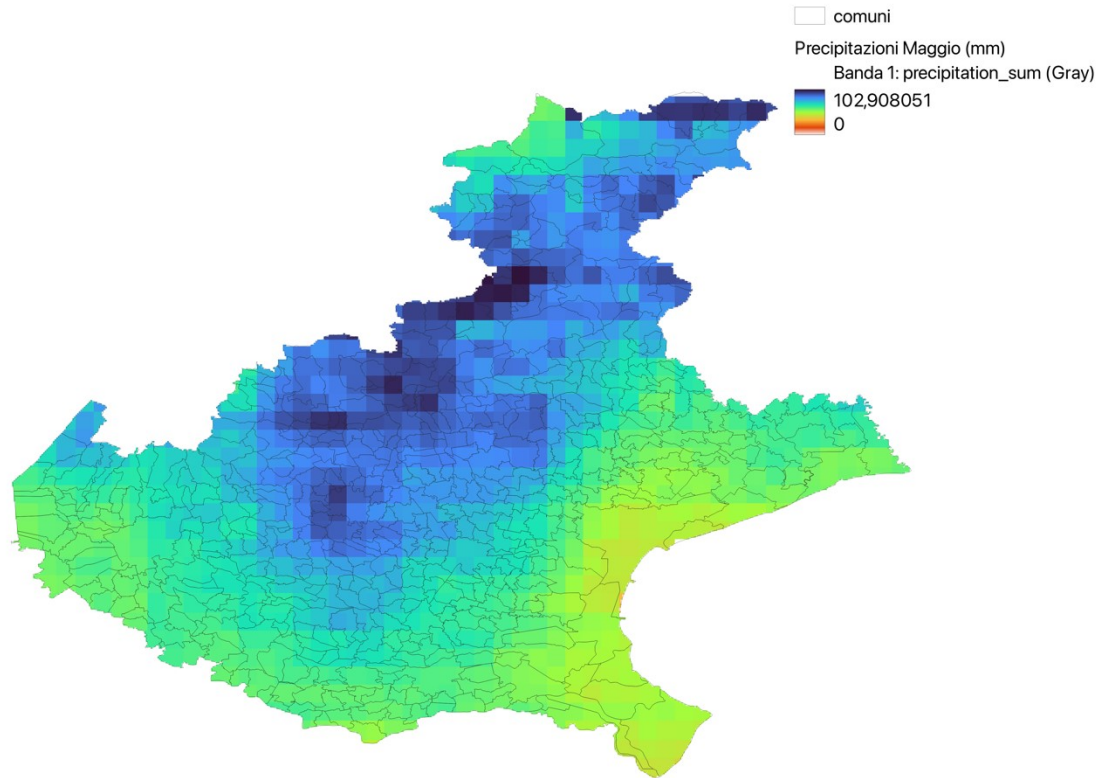 comuni
Precipitazioni Maggio (mm)
Banda 1: precipitation_sum (Gray)
102,908051
0